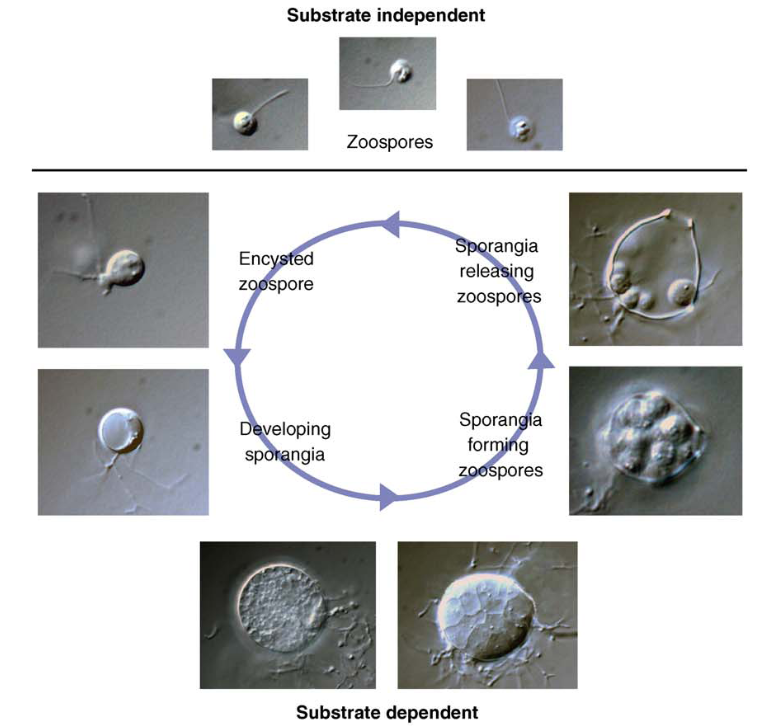 Substrate independent
Zoospores
Encysted
zoospore
Sporangia
releasing
zoospores
Developing
sporangia
Sporangia
forming
zoospores
Substrate dependent